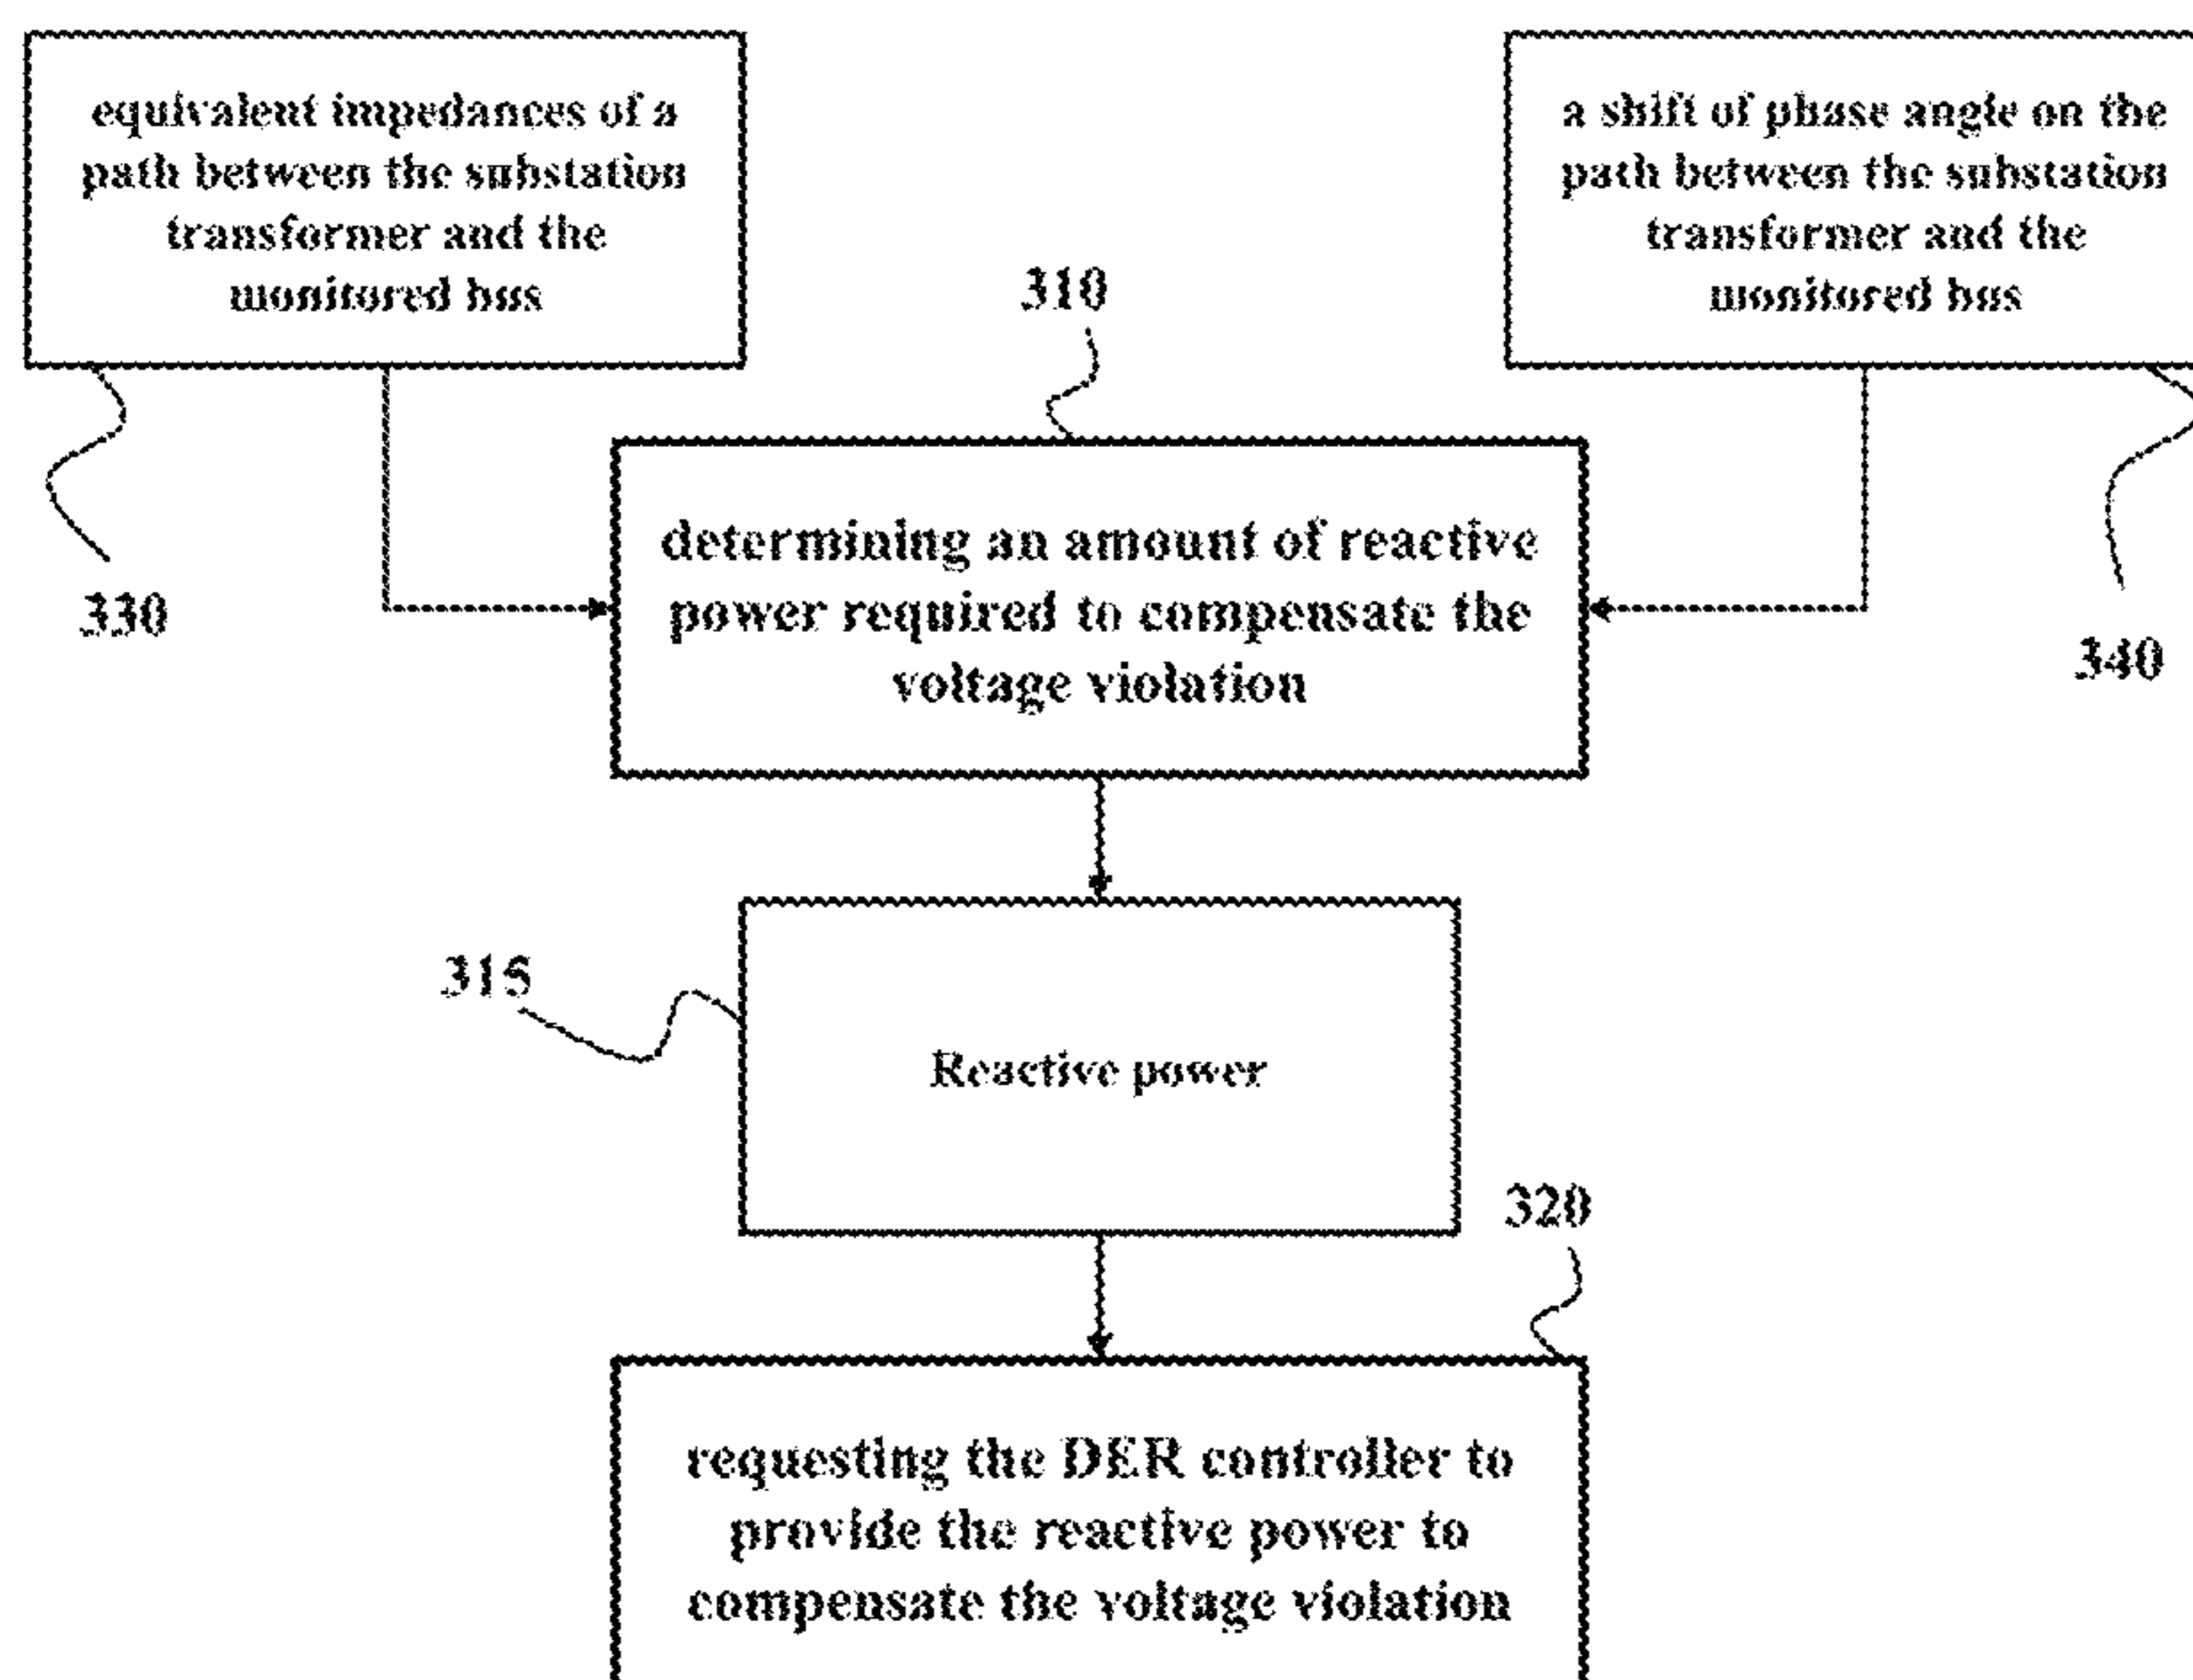 equivalent impedances of a
path between the substation
transformer and the
monitored bus
a shift of phase angle on the
path between the substation
transformer and the
monitored bus
310
determining an amount of reactive
power required to compensate the
voltage violation
330
340
315
Reactive power
320
requesting the DER controller to
provide the reactive power to
compensate the voltage violation